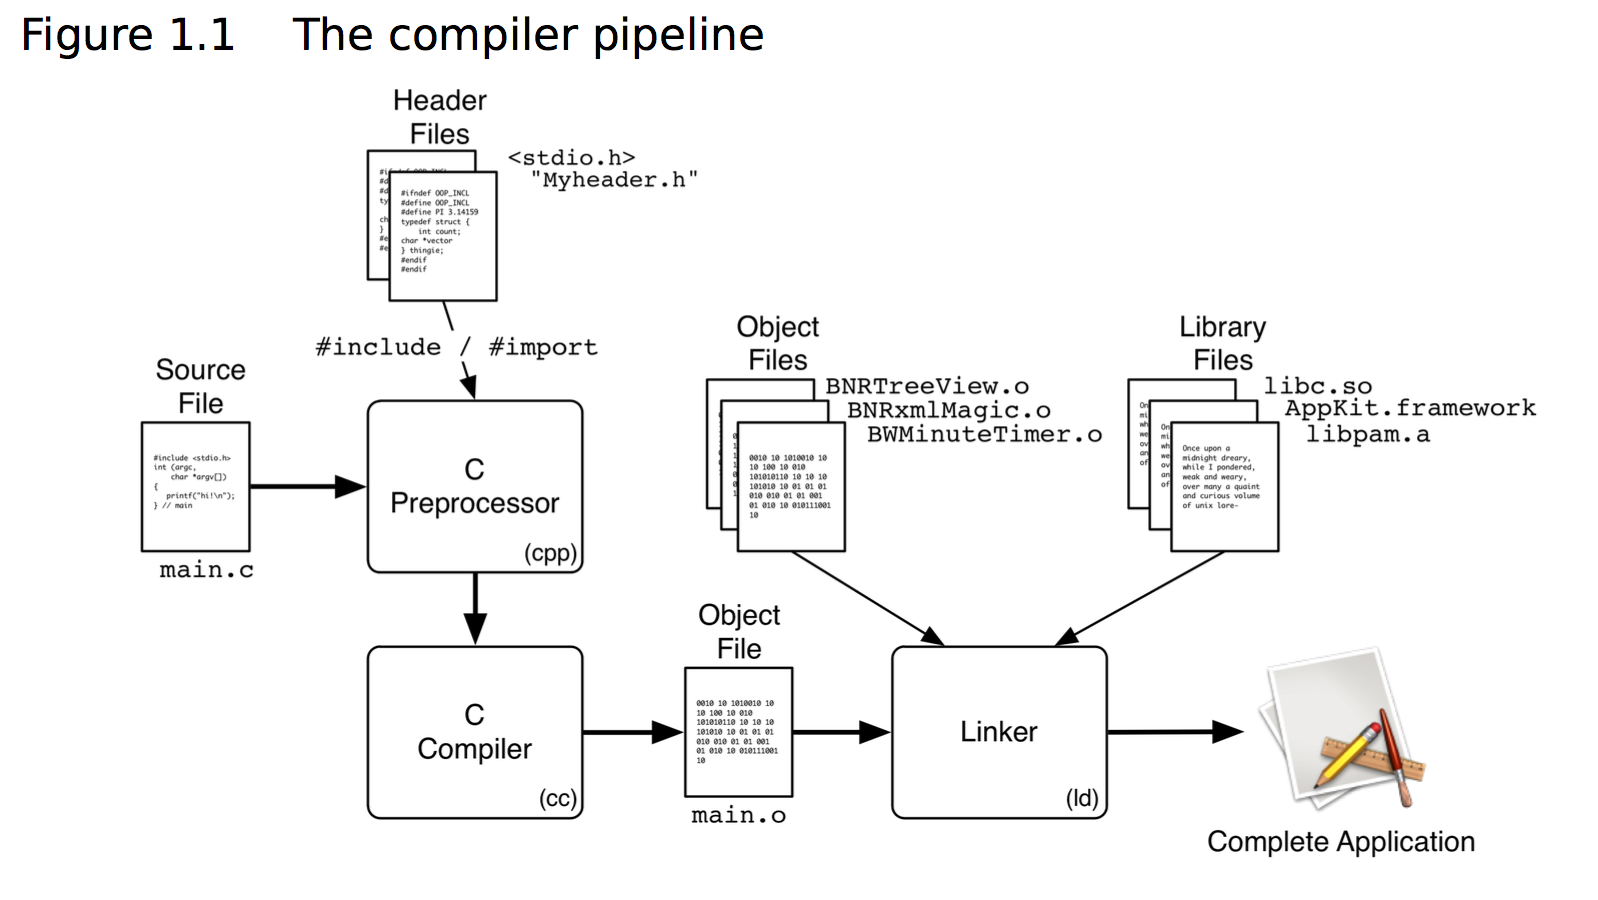 Figure 1.1 The compiler pipeline
Header
Files
<stdio.h>
"Myheader.h"
#ifndef OOP_INCL
#define OOP_INCL
#define PI 3.14159
typedef struct {
int count;
char *vector
} thingie;
#endif
#endif
#include / #import
Source
File
#include <stdio.h>
int (argc,
char *argv[])
{
printf("hi!\n");
} // main
main.c
C
Preprocessor
(cpp)
Object
Files
BNRTreeView.o
BNRxmlMagic.o
BWMinuteTimer.o
0010 10 1010010 10
10 100 10 010
101010110 10 10 10
101010 10 01 01 01
010 010 01 01 001
01 010 10 010111001
10
Library
Files
libc.so
AppKit.framework
libpam.a
Once upon a
midnight dreary,
while I pondered,
weak and weary,
over many a quaint
and curious volume
of unix lore-
C
Compiler
(cc)
Object
File
0010 10 1010010 10
10 100 10 010
101010110 10 10 10
101010 10 01 01 01
010 010 01 01 001
01 010 10 010111001
10
main.o
Linker
(ld)
Complete Application